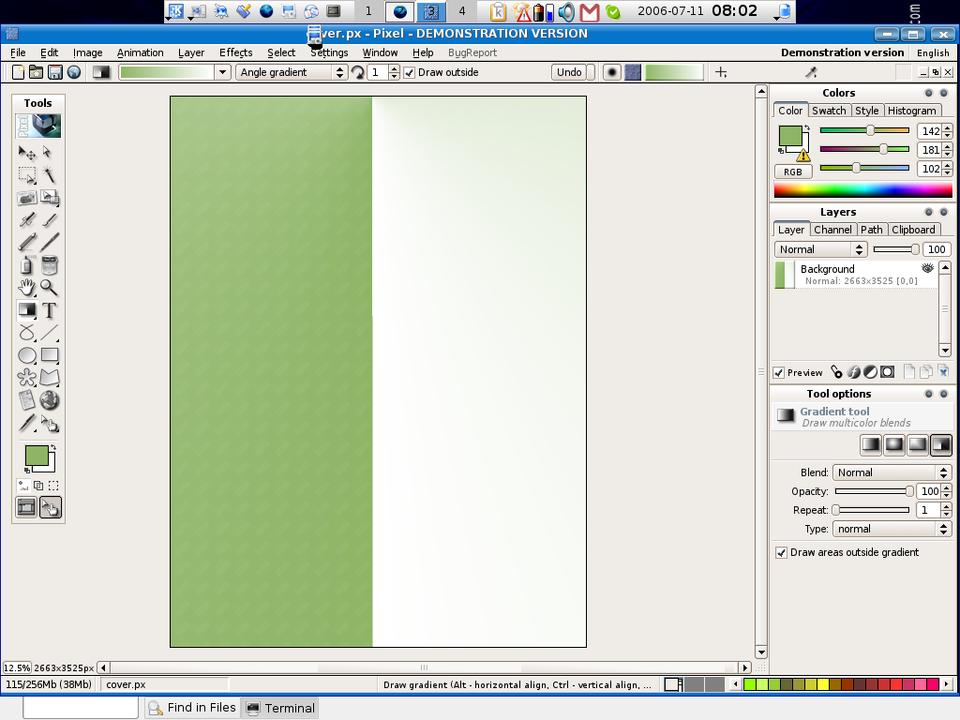 1 2 3 4 2006-07-11 08:02
.com
ver.px - Pixel - DEMONSTRATION VERSION
File Edit Image Animation Layer Effects Select Settings Window Help BugReport Demonstration version English
Angle gradient 1 Draw outside Undo
Tools
Pixel
T
Colors
Color Swatch Style Histogram
142
181
RGB 102
Layers
Layer Channel Path Clipboard
Normal 100
Background
Normal: 2663x3525 [0,0]
Preview
Tool options
Gradient tool
Draw multicolor blends
Blend: Normal
Opacity: 100
Repeat: 1
Type: normal
Draw areas outside gradient
12.5% 2663x3525px
115/256Mb (38Mb) cover.px Draw gradient (Alt - horizontal align, Ctrl - vertical align, ...
Find in Files Terminal